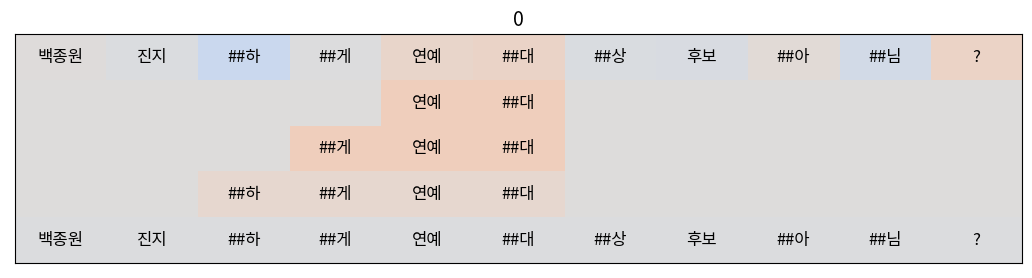 0
백종원 진지 ##하 ##게 연예 ##대 ##상 후보 ##아 ##님 ?
연예 ##대
##게 연예 ##대
##하 ##게 연예 ##대
백종원 진지 ##하 ##게 연예 ##대 ##상 후보 ##아 ##님 ?